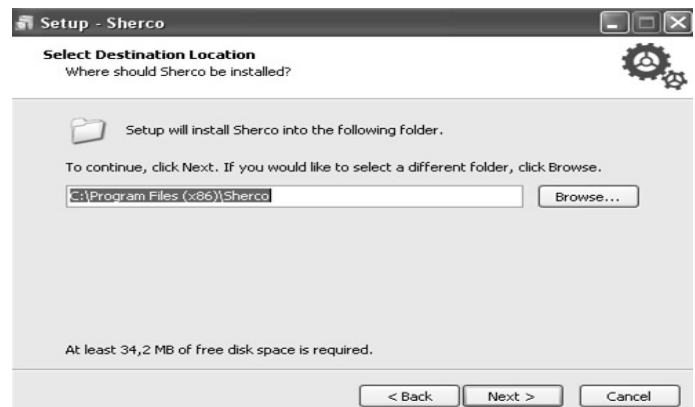 Setup - Sherco
Select Destination Location
Where should Sherco be installed?
Setup will install Sherco into the following folder.
To continue, click Next. If you would like to select a different folder, click Browse.
C:\Program Files (x86)\Sherco
Browse...
At least 34,2 MB of free disk space is required.
< Back Next > Cancel